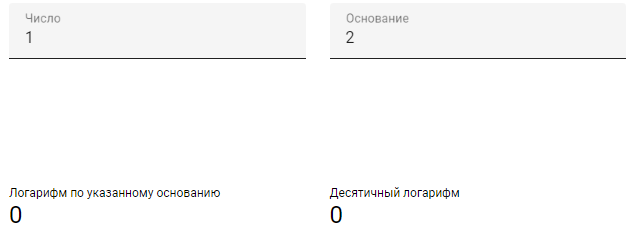 Число
1
Основание
2
Логарифм по указанному основанию
0
Десятичный логарифм
0